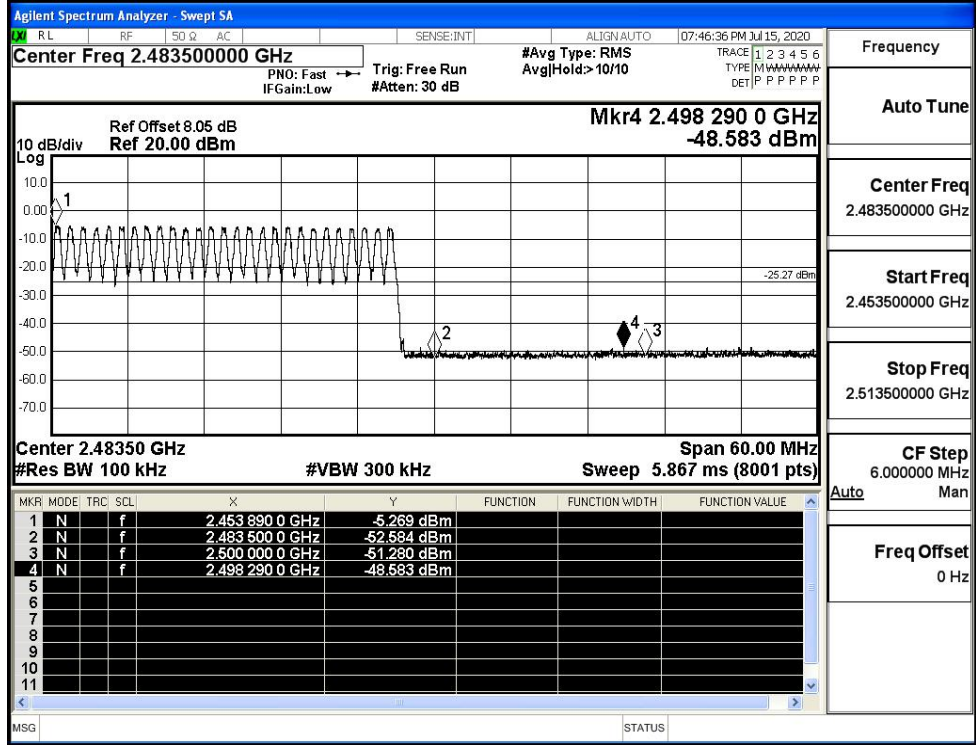 Agilent Spectrum Analyzer - Swept SA
LXI RL RF 50 Ω AC SENSE:INT ALIGN AUTO 07:46:36 PM Jul 15, 2020
Center Freq 2.483500000 GHz
PNO: Fast
IFGain:Low
Trig: Free Run
#Atten: 30 dB
#Avg Type: RMS
Avg|Hold:>10/10
TRACE 1 2 3 4 5 6
TYPE M WWWWW
DET P P P P P P
Mkr4 2.498 290 0 GHz
-48.583 dBm
Ref Offset 8.05 dB
10 dB/div Ref 20.00 dBm
Log
10.0
0.00
-10.0
-20.0
-30.0
-40.0
-50.0
-60.0
-70.0
1
2
4
3
-25.27 dBm
Center 2.48350 GHz Span 60.00 MHz
#Res BW 100 kHz #VBW 300 kHz Sweep 5.867 ms (8001 pts)
MKR MODE TRC SCL X Y FUNCTION FUNCTION WIDTH FUNCTION VALUE
1 N f 2.453 890 0 GHz -5.269 dBm
2 N f 2.483 500 0 GHz -52.584 dBm
3 N f 2.500 000 0 GHz -51.280 dBm
4 N f 2.498 290 0 GHz -48.583 dBm
5
6
7
8
9
10
11
MSG STATUS
Frequency
Auto Tune
Center Freq
2.483500000 GHz
Start Freq
2.453500000 GHz
Stop Freq
2.513500000 GHz
CF Step
6.000000 MHz
Auto Man
Freq Offset
0 Hz